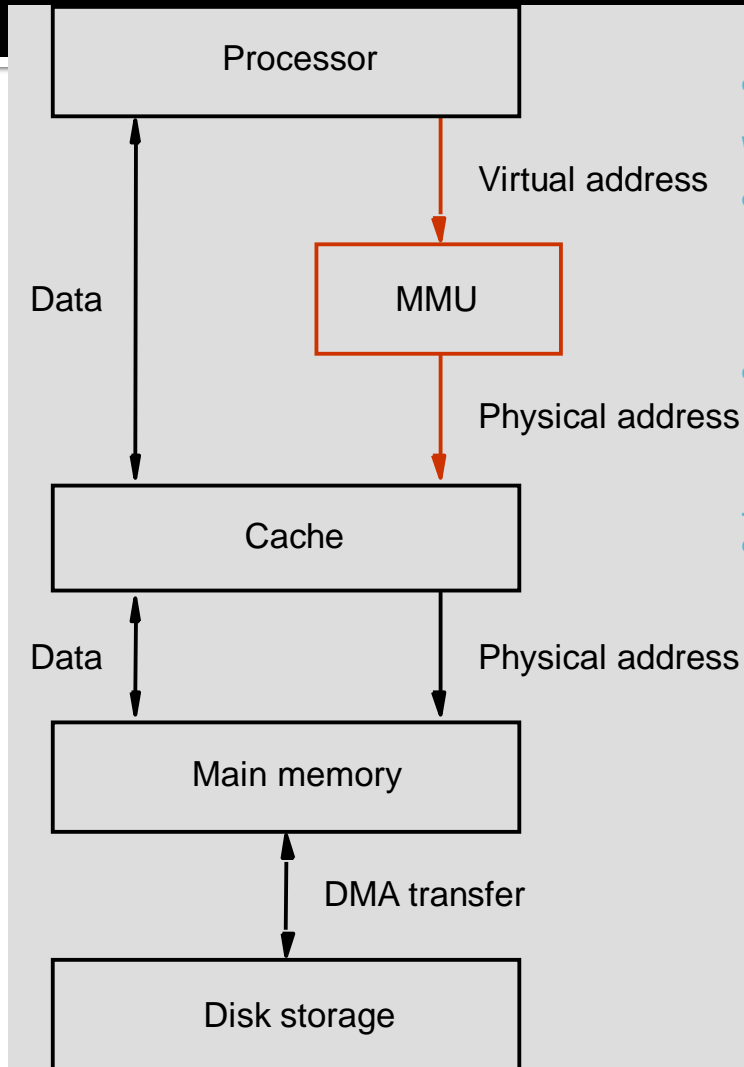 Processor
Virtual address
Data
MMU
Physical address
Cache
Data
Physical address
Main memory
DMA transfer
Disk storage